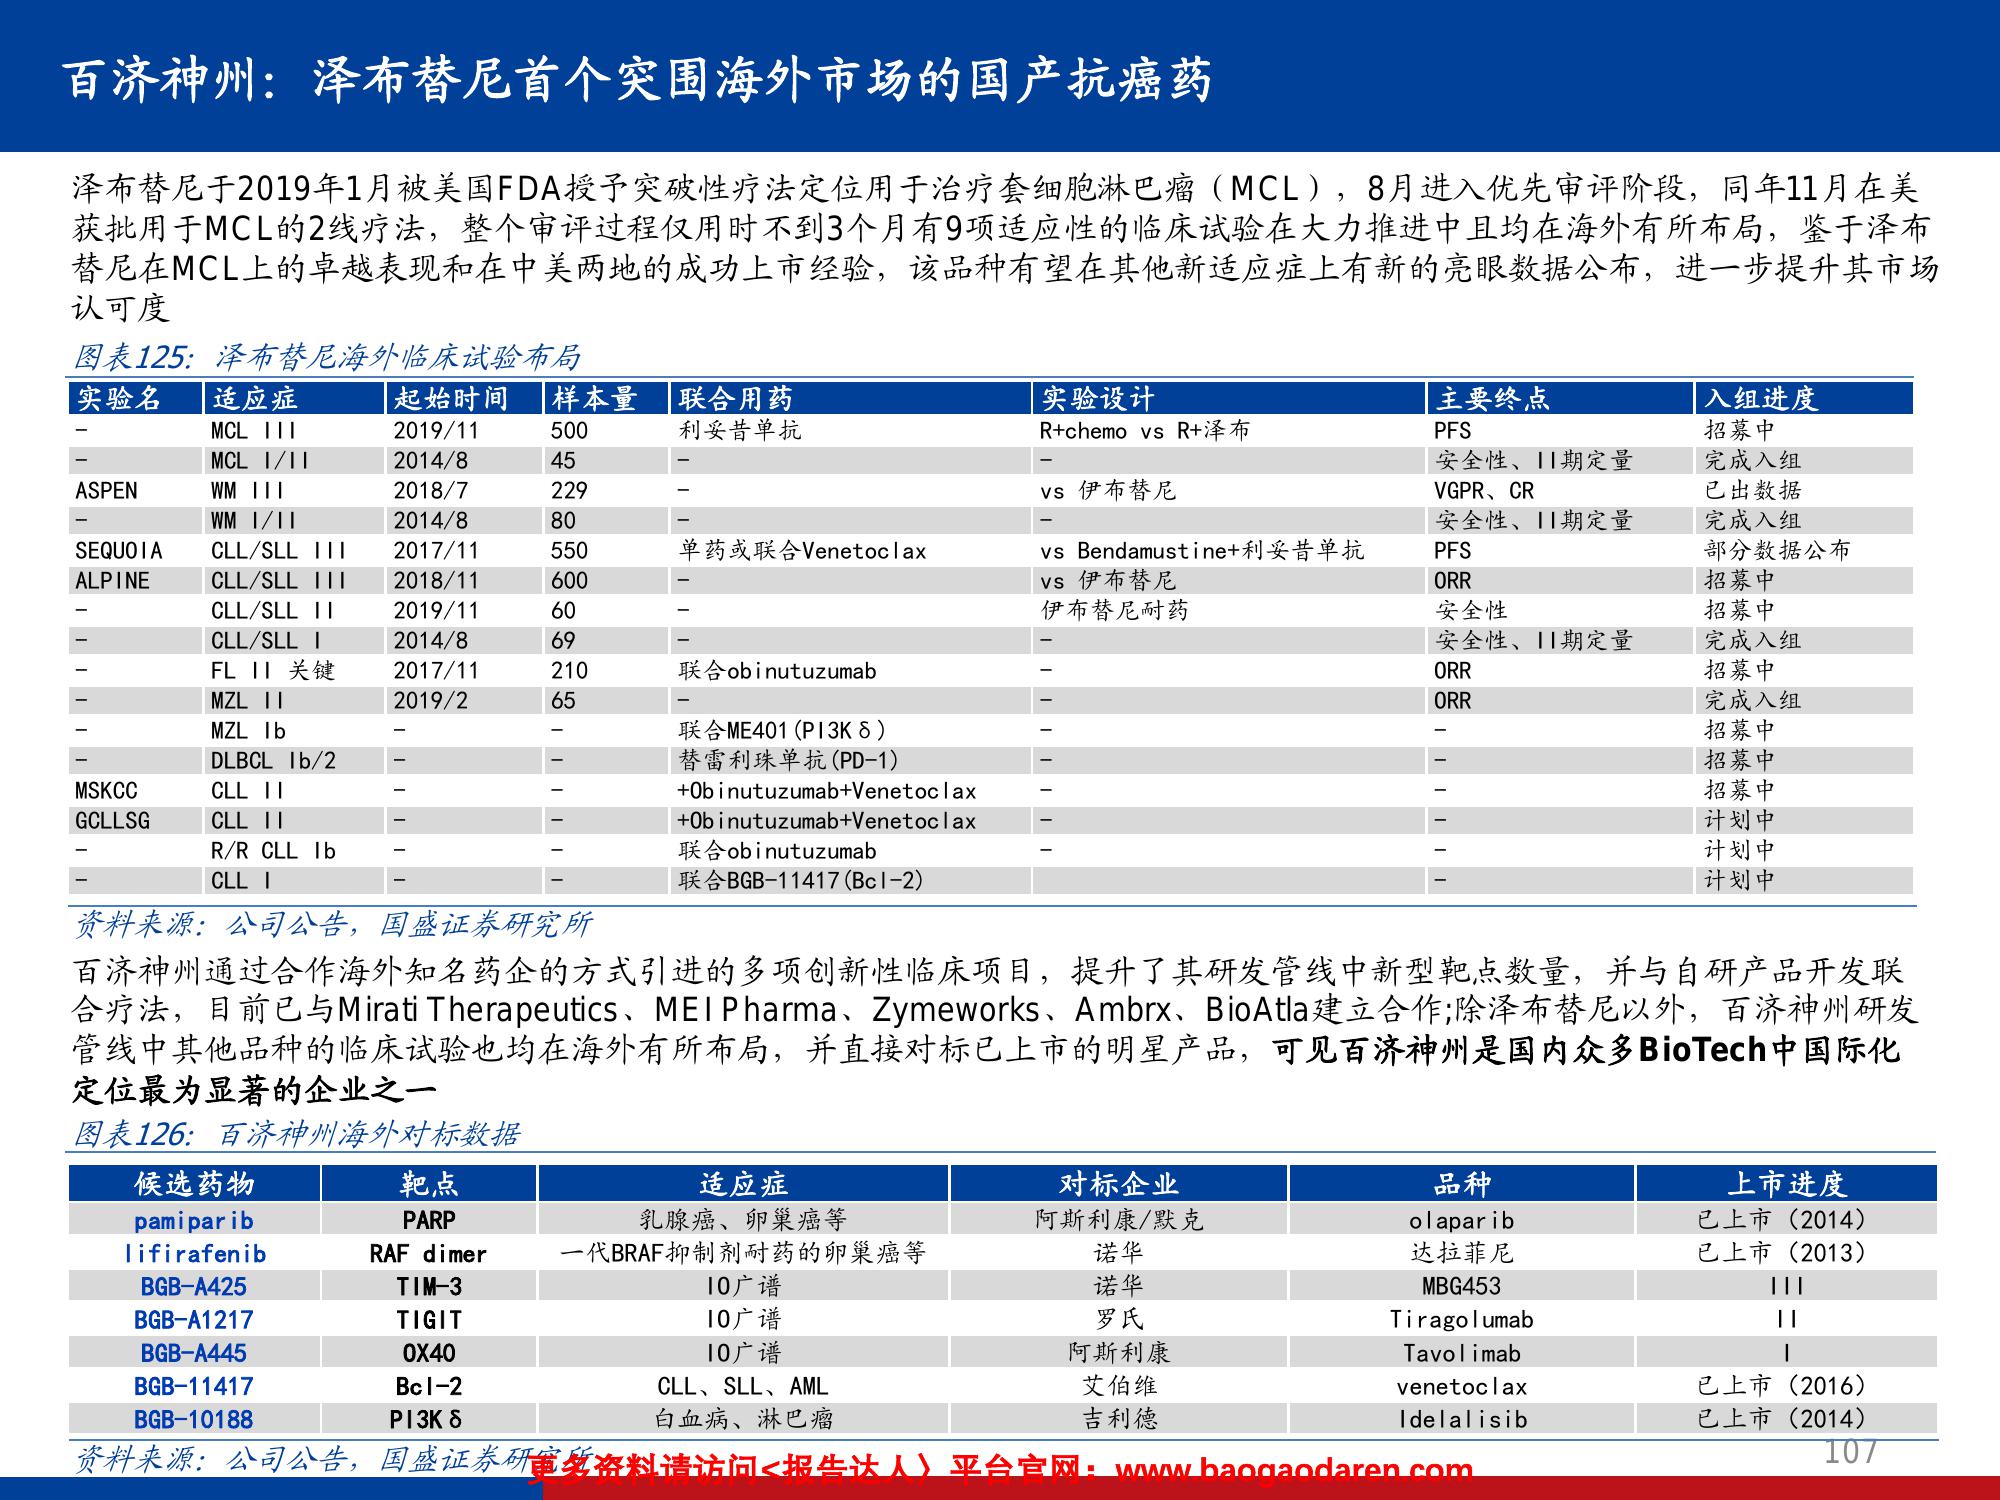 百济神州：泽布替尼首个突围海外市场的国产抗癌药
泽布替尼于2019年1月被美国FDA授予突破性疗法定位用于治疗套细胞淋巴瘤（MCL），8月进入优先审评阶段，同年11月在美
获批用于MCL的2线疗法，整个审评过程仅用时不到3个月有9项适应性的临床试验在大力推进中且均在海外有所布局，鉴于泽布
替尼在MCL上的卓越表现和在中美两地的成功上市经验，该品种有望在其他新适应症上有新的亮眼数据公布，进一步提升其市场
认可度
图表125：泽布替尼海外临床试验布局
实验名 适应症 起始时间 样本量 联合用药 实验设计 主要终点 入组进度
- MCL III 2019/11 500 利妥昔单抗 R+chemo vs R+泽布 PFS 招募中
- MCL I/II 2014/8 45 - - 安全性、II期定量 完成入组
ASPEN WM III 2018/7 229 - vs 伊布替尼 VGPR、CR 已出数据
- WM I/II 2014/8 80 - - 安全性、II期定量 完成入组
SEQUOIA CLL/SLL III 2017/11 550 单药或联合Venetoclax vs Bendamustine+利妥昔单抗 PFS 部分数据公布
ALPINE CLL/SLL III 2018/11 600 - vs 伊布替尼 ORR 招募中
- CLL/SLL II 2019/11 60 - 伊布替尼耐药 安全性 招募中
- CLL/SLL I 2014/8 69 - - 安全性、II期定量 完成入组
- FL II 关键 2017/11 210 联合obinutuzumab - ORR 招募中
- MZL II 2019/2 65 - - ORR 完成入组
- MZL Ib - - 联合ME401(PI3Kδ) - - 招募中
- DLBCL Ib/2 - - 替雷利珠单抗(PD-1) - - 招募中
MSKCC CLL II - - +Obinutuzumab+Venetoclax - - 招募中
GCLLSG CLL II - - +Obinutuzumab+Venetoclax - - 计划中
- R/R CLL Ib - - 联合obinutuzumab - - 计划中
- CLL I - - 联合BGB-11417(Bcl-2) - 计划中
资料来源：公司公告，国盛证券研究所
百济神州通过合作海外知名药企的方式引进的多项创新性临床项目，提升了其研发管线中新型靶点数量，并与自研产品开发联
合疗法，目前已与Mirati Therapeutics、MEI Pharma、Zymeworks、Ambrx、BioAtla建立合作;除泽布替尼以外，百济神州研发
管线中其他品种的临床试验也均在海外有所布局，并直接对标已上市的明星产品，可见百济神州是国内众多BioTech中国际化
定位最为显著的企业之一
图表126：百济神州海外对标数据
候选药物 靶点 适应症 对标企业 品种 上市进度
pamiparib PARP 乳腺癌、卵巢癌等 阿斯利康/默克 olaparib 已上市（2014）
lifirafenib RAF dimer 一代BRAF抑制剂耐药的卵巢癌等 诺华 达拉菲尼 已上市（2013）
BGB-A425 TIM-3 IO广谱 诺华 MBG453 III
BGB-A1217 TIGIT IO广谱 罗氏 Tiragolumab II
BGB-A445 OX40 IO广谱 阿斯利康 Tavolimab I
BGB-11417 Bcl-2 CLL、SLL、AML 艾伯维 venetoclax 已上市（2016）
BGB-10188 PI3Kδ 白血病、淋巴瘤 吉利德 Idelalisib 已上市（2014）
资料来源：公司公告，国盛证券研究所
更多资料请访问<报告达人〉平台官网：www.baogaodaren.com
107